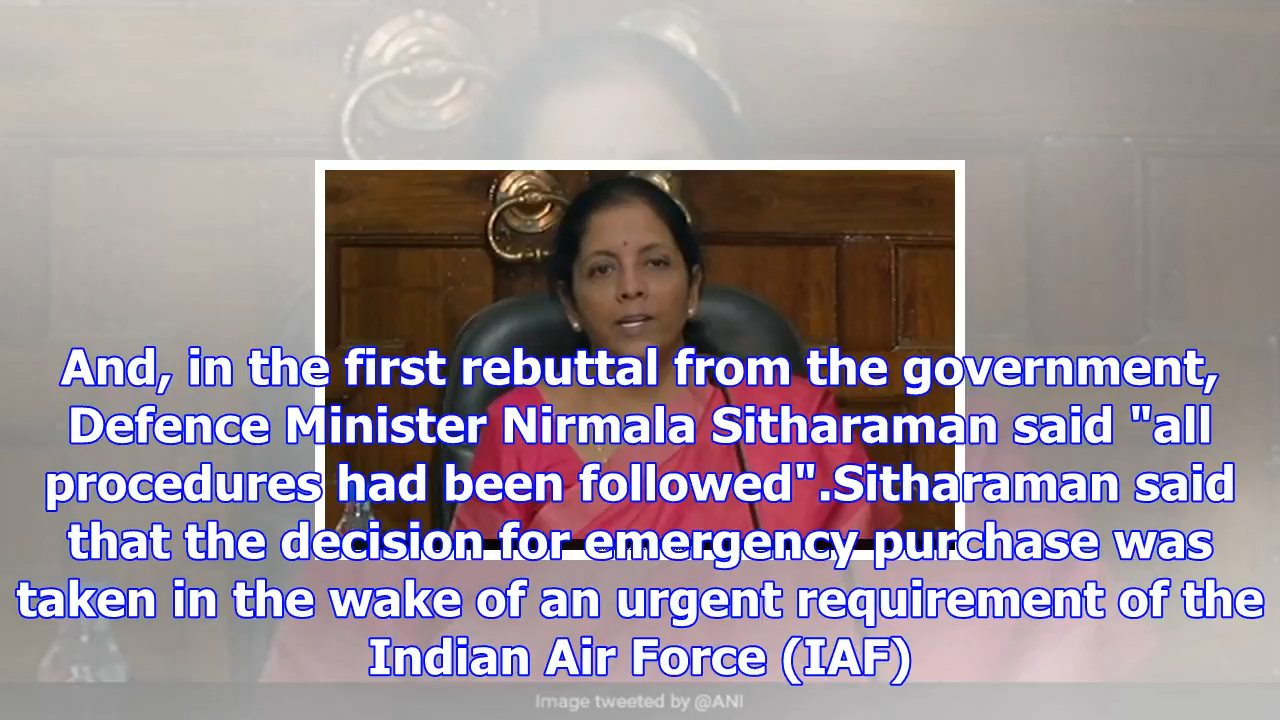 And, in the first rebuttal from the government,
Defence Minister Nirmala Sitharaman said "all
procedures had been followed".Sitharaman said
that the decision for emergency purchase was
taken in the wake of an urgent requirement of the
Indian Air Force (IAF)
Image tweeted by @ANI